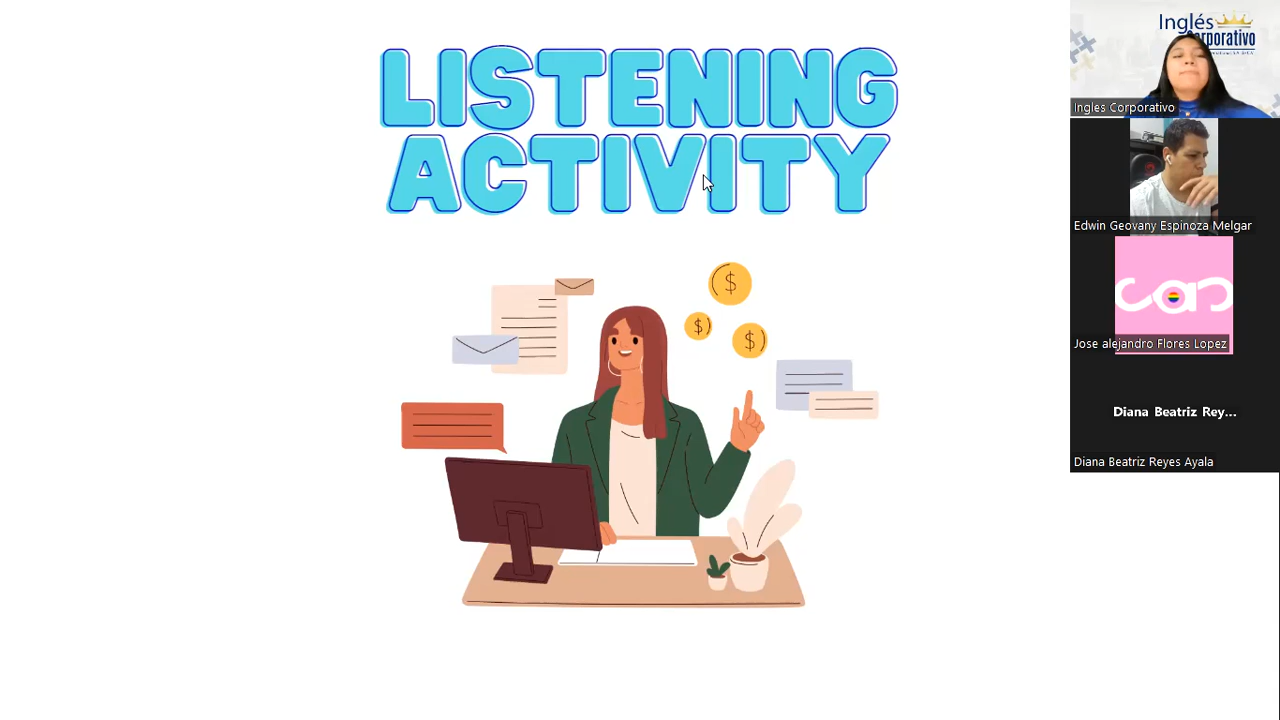 LISTENING
ACTIVITY
$
$
$
Inglés
Corporativo
Ingles Corporativo
Edwin Geovany Espinoza Melgar
Jose alejandro Flores Lopez
Diana Beatriz Rey...
Diana Beatriz Reyes Ayala